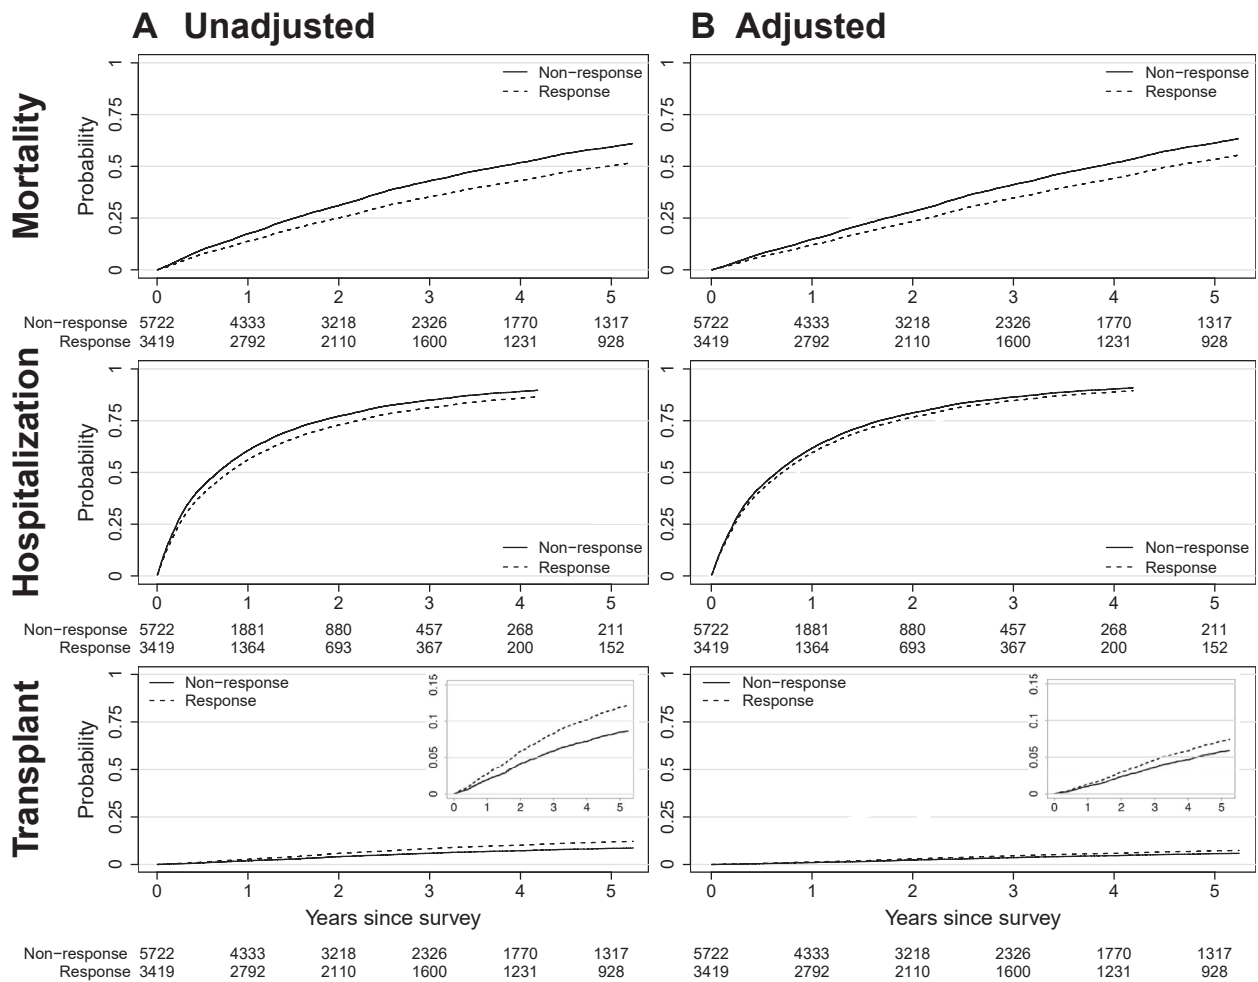 A Unadjusted
B Adjusted
Mortality
Probability
1
0.75
0.5
0.25
0
Non−response
Response
0 1 2 3 4 5
Non−response 5722 4333 3218 2326 1770 1317
Response 3419 2792 2110 1600 1231 928
1
0.75
0.5
0.25
0
Non−response
Response
0 1 2 3 4 5
5722 4333 3218 2326 1770 1317
3419 2792 2110 1600 1231 928
Hospitalization
Probability
1
0.75
0.5
0.25
0
Non−response
Response
0 1 2 3 4 5
Non−response 5722 1881 880 457 268 211
Response 3419 1364 693 367 200 152
1
0.75
0.5
0.25
0
Non−response
Response
0 1 2 3 4 5
5722 1881 880 457 268 211
3419 1364 693 367 200 152
Transplant
Probability
1
0.75
0.5
0.25
0
Non−response
Response
0.15
0.1
0.05
0
0 1 2 3 4 5
0 1 2 3 4 5
Years since survey
Non−response 5722 4333 3218 2326 1770 1317
Response 3419 2792 2110 1600 1231 928
1
0.75
0.5
0.25
0
Non−response
Response
0.15
0.1
0.05
0
0 1 2 3 4 5
0 1 2 3 4 5
Years since survey
5722 4333 3218 2326 1770 1317
3419 2792 2110 1600 1231 928